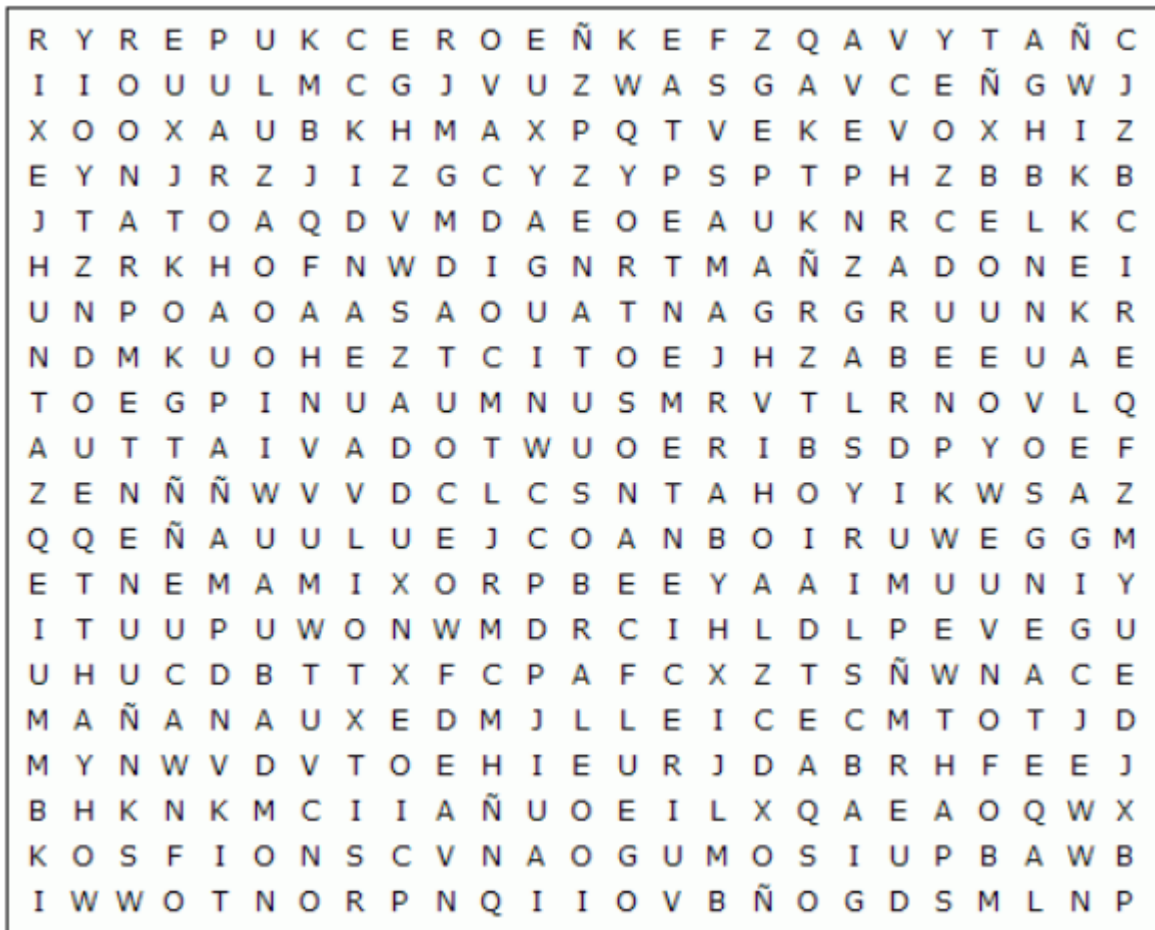 R Y R E P U K C E R O E Ñ K E F Z Q A V Y T A Ñ C
I I O U U L M C G J V U Z W A S G A V C E Ñ G W J
X O O X A U B K H M A X P Q T V E K E V O X H I Z
E Y N J R Z J I Z G C Y Z Y P S P T P H Z B B K B
J T A T O A Q D V M D A E O E A U K N R C E L K C
H Z R K H O F N W D I G N R T M A Ñ Z A D O N E I
U N P O A O A A S A O U A T N A G R G R U U N K R
N D M K U O H E Z T C I T O E J H Z A B E E U A E
T O E G P I N U A U M N U S M R V T L R N O V L Q
A U T T A I V A D O T W U O E R I B S D P Y O E F
Z E N Ñ Ñ W V V D C L C S N T A H O Y I K W S A Z
Q Q E Ñ A U U L U E J C O A N B O I R U W E G G M
E T N E M A M I X O R P B E E Y A A I M U U N I Y
I T U U P U W O N W M D R C I H L D L P E V E G U
U H U C D B T T X F C P A F C X Z T S Ñ W N A C E
M A Ñ A N A U X E D M J L L E I C E C M T O T J D
M Y N W V D V T O E H I E U R J D A B R H F E E J
B H K N K M C I I A Ñ U O E I L X Q A E A O Q W X
K O S F I O N S C V N A O G U M O S I U P B A W B
I W W O T N O R P N Q I I O V B Ñ O G D S M L N P